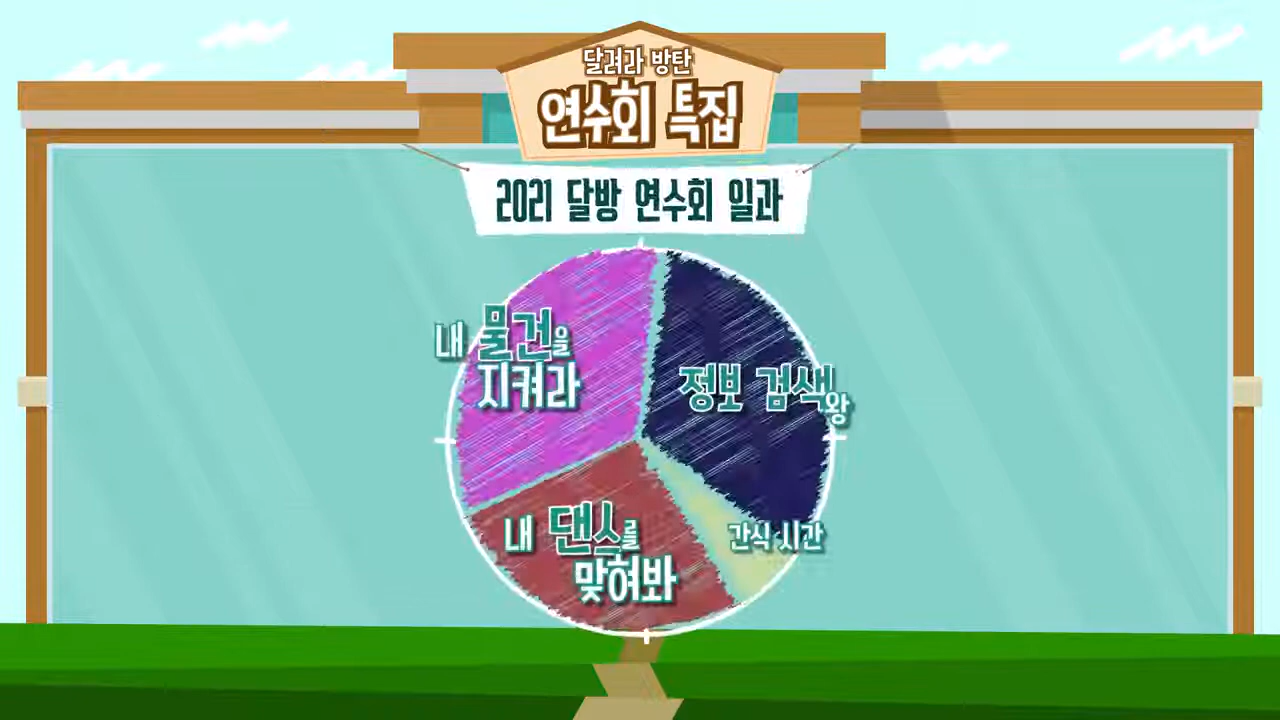 달려라 방탄
연수회 특집
2021 달방 연수회 일과
내 물건을
지켜라
정보 검색왕
간식 시간
내 댄스를
맞혀봐